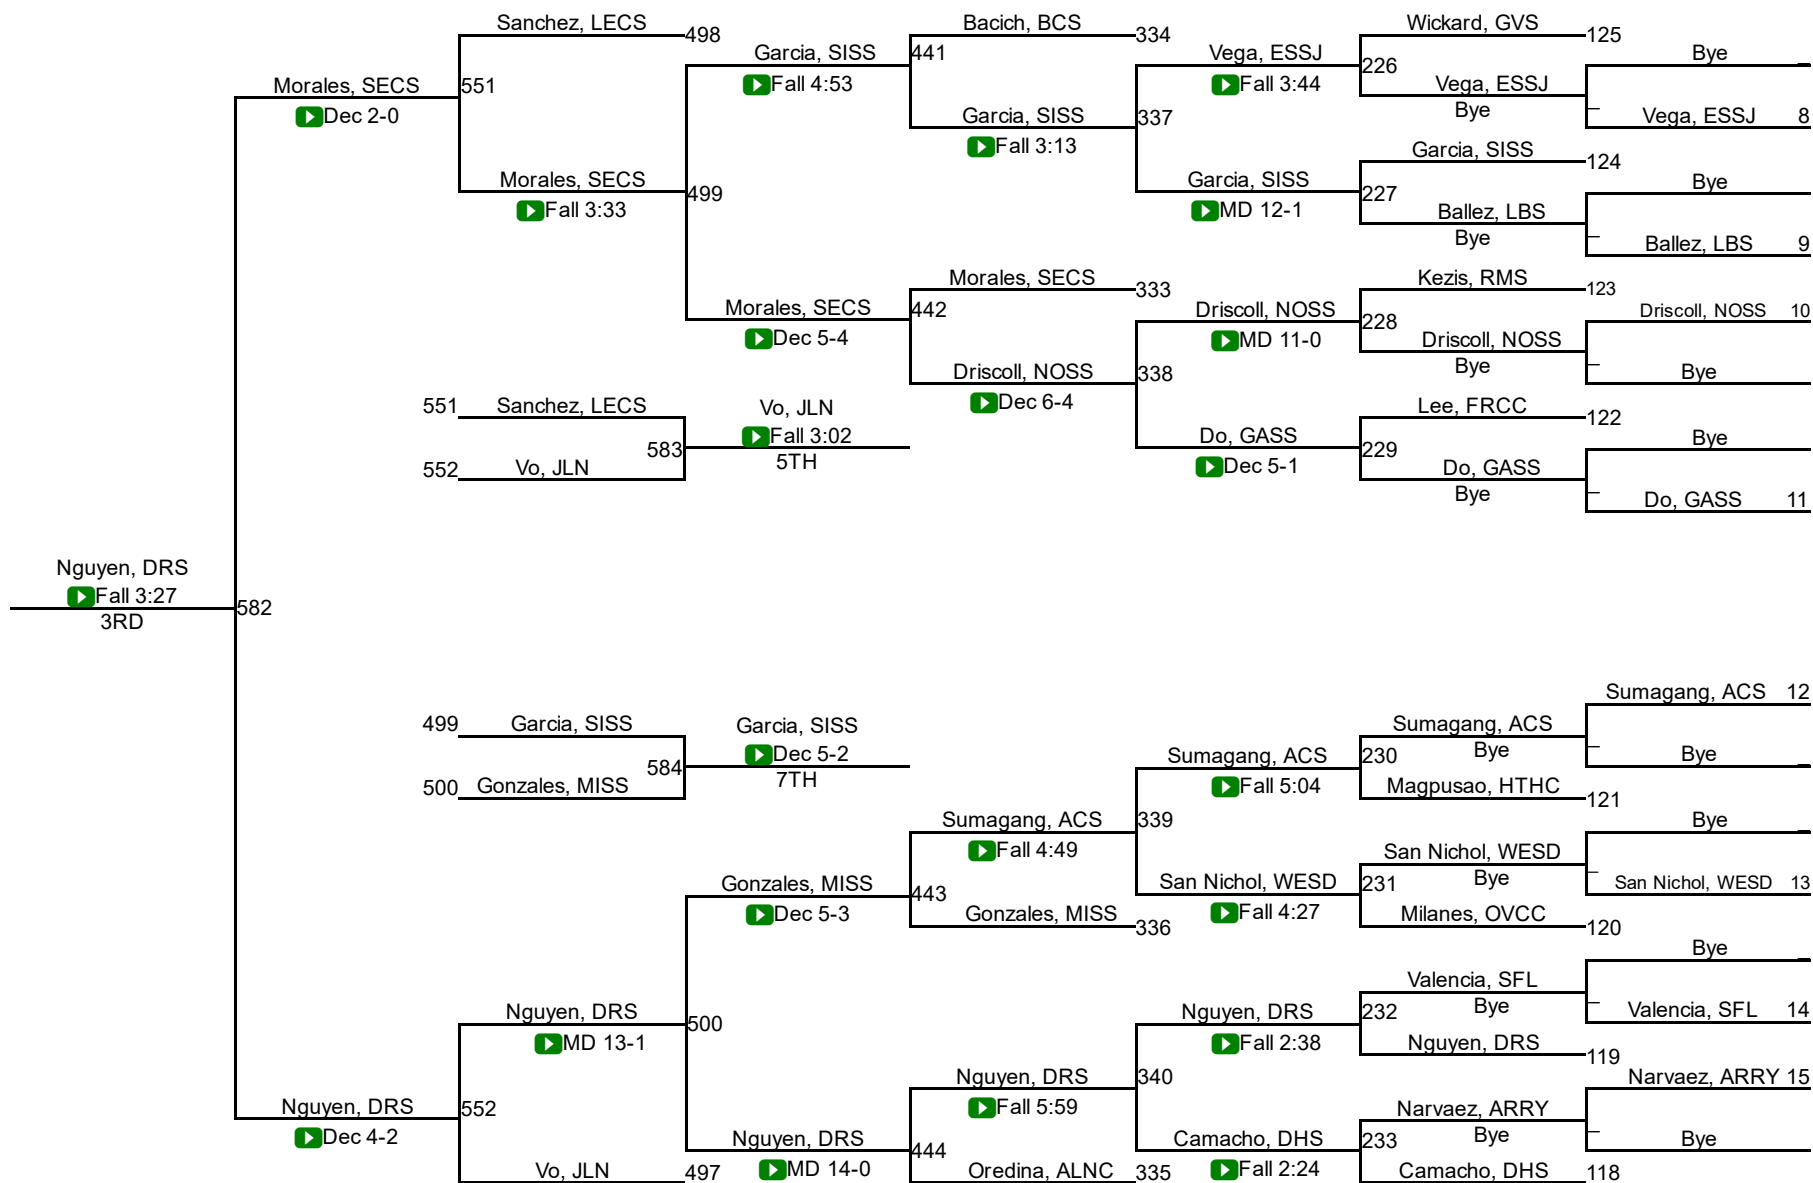 Sanchez, LECS
498
Bacich, BCS
334
Wickard, GVS
125
Garcia, SISS
441
Fall 4:53
Vega, ESSJ
226
Fall 3:44
Bye
Morales, SECS
551
Dec 2-0
Vega, ESSJ
Bye
Garcia, SISS
337
Fall 3:13
Vega, ESSJ 8
Garcia, SISS
124
Morales, SECS
499
Fall 3:33
Garcia, SISS
227
MD 12-1
Bye
Ballez, LBS
Bye
Ballez, LBS 9
Morales, SECS
333
Kezis, RMS
123
Morales, SECS
442
Dec 5-4
Driscoll, NOSS
228
MD 11-0
Driscoll, NOSS 10
Driscoll, NOSS
Bye
Driscoll, NOSS
338
Dec 6-4
Bye
551 Sanchez, LECS
583
552 Vo, JLN
Vo, JLN
Fall 3:02
5TH
Lee, FRCC
122
Do, GASS
229
Dec 5-1
Bye
Do, GASS
Bye
Do, GASS 11
Nguyen, DRS
Fall 3:27
3RD
582
Sumagang, ACS 12
499 Garcia, SISS
584
500 Gonzales, MISS
Garcia, SISS
Dec 5-2
7TH
Sumagang, ACS
Bye
Bye
Sumagang, ACS
230
Fall 5:04
Magpusao, HTHC
121
Sumagang, ACS
339
Fall 4:49
Bye
San Nichol, WESD
Bye
San Nichol, WESD 13
Gonzales, MISS
443
Dec 5-3
San Nichol, WESD
231
Fall 4:27
Gonzales, MISS
336
Milanes, OVCC
120
Bye
Valencia, SFL
Bye
Valencia, SFL 14
Nguyen, DRS
500
MD 13-1
Nguyen, DRS
232
Fall 2:38
Nguyen, DRS
119
Nguyen, DRS
340
Fall 5:59
Narvaez, ARRY 15
Nguyen, DRS
552
Dec 4-2
Narvaez, ARRY
Bye
Bye
Nguyen, DRS
444
MD 14-0
Camacho, DHS
233
Fall 2:24
Vo, JLN
497
Oredina, ALNC
335
Camacho, DHS
118